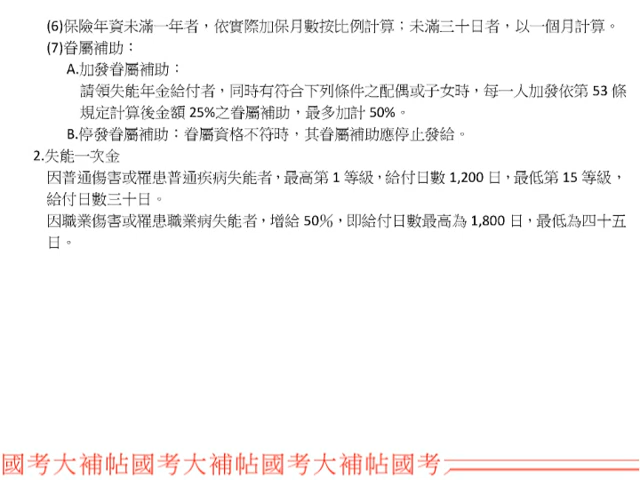 (6)保險年資未滿一年者，依實際加保月數按比例計算；未滿三十日者，以一個月計算。
(7)眷屬補助：
A.加發眷屬補助：
請領失能年金給付者，同時有符合下列條件之配偶或子女時，每一人加發依第 53 條
規定計算後金額 25%之眷屬補助，最多加計 50%。
B.停發眷屬補助：眷屬資格不符時，其眷屬補助應停止發給。
2.失能一次金
因普通傷害或罹患普通疾病失能者，最高第 1 等級，給付日數 1,200 日，最低第 15 等級，
給付日數三十日。
因職業傷害或罹患職業病失能者，增給 50％，即給付日數最高為 1,800 日，最低為四十五
日。
國考大補帖國考大補帖國考大補帖國考